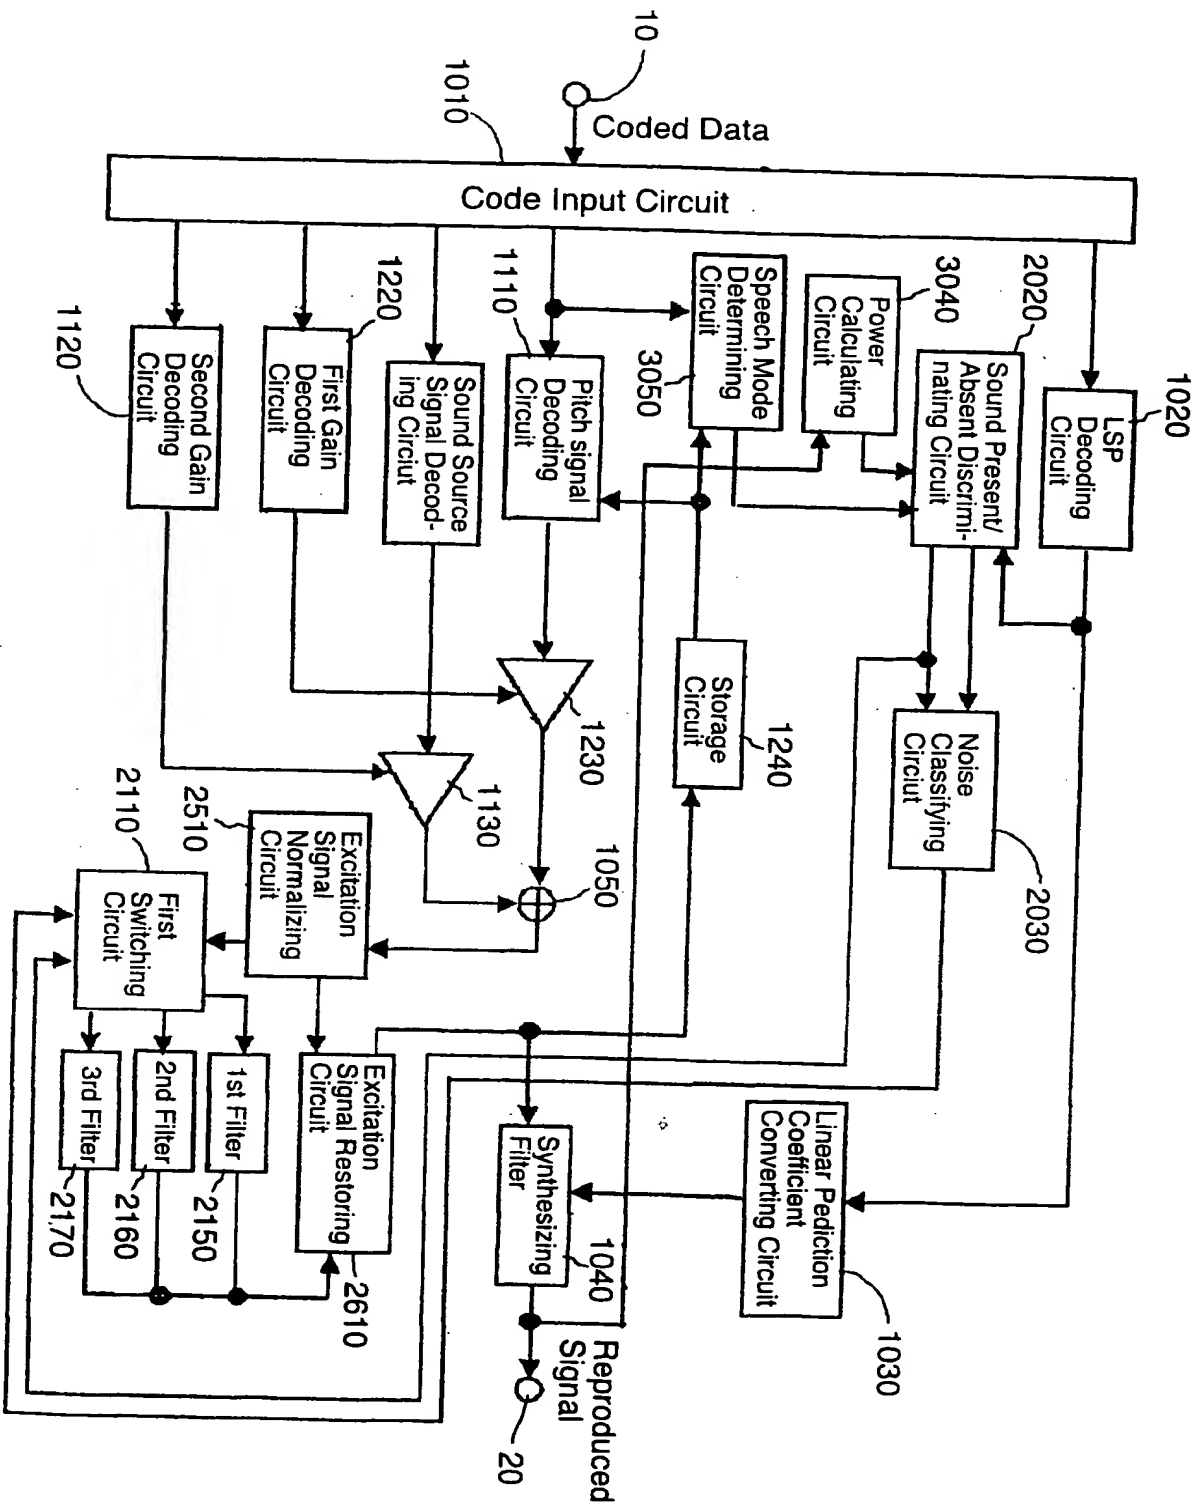 10
Coded Data
1010
Code Input Circuit
1020
LSP
Decoding
Circuit
2020
Sound Present/
Absent Discrimi-
nating Circuit
3040
Power
Calculating
Circuit
Speech Mode
Determining
Circuit
3050
1110
Pitch signal
Decoding
Circuit
Sound Source
Signal Decod-
ing Circiut
1220
First Gain
Decoding
Circuit
Second Gain
Decoding
Circuit
1120
Noise
Classifying
Circiut
2030
Storage
Circuit
1240
1230
1130
1050
Excitation
Signal
Normalizing
Circuit
2510
2110
First
Switching
Circuit
Linear Pediction
Coefficient
Converting Circuit
1030
Synthesizing
Filter
1040
Excitation
Signal Restoring
Circuit
2610
1st Filter
2150
2nd Filter
2160
3rd Filter
2170
Reproduced
Signal
20